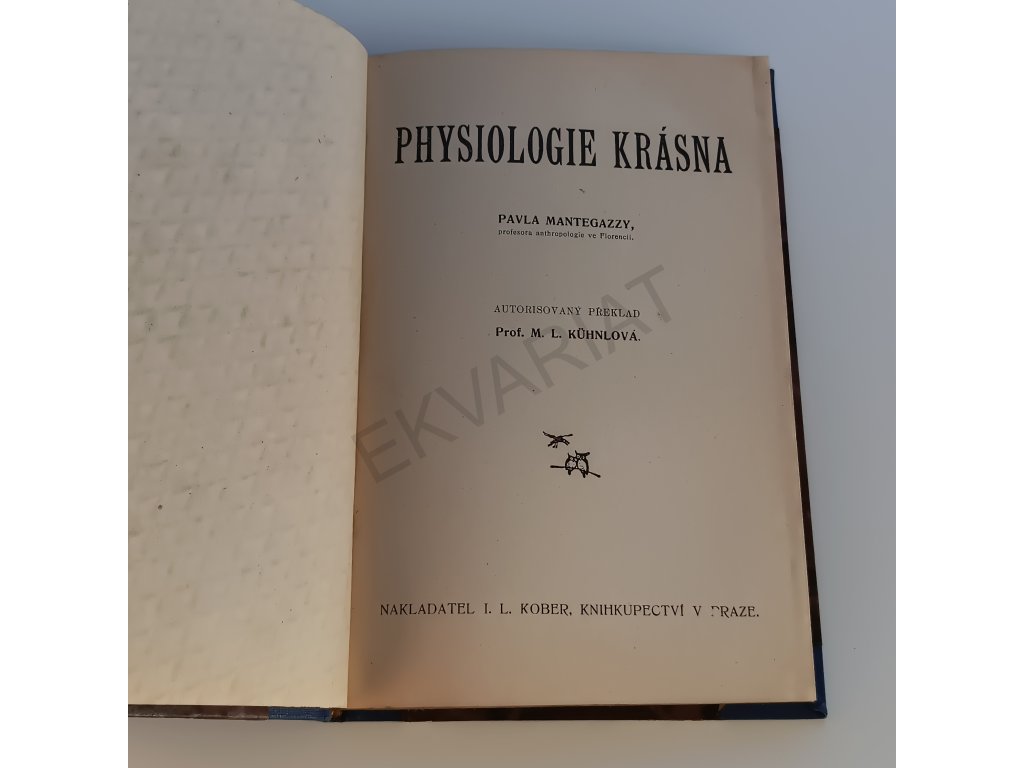 PHYSIOLOGIE KRÁSNA
PAVLA MANTEGAZZY,
profesora anthropologie ve Florencii.
AUTORISOVANÝ PŘEKLAD
Prof. M. L. KÜHNLOVÁ.
EKVARIAT
NAKLADATEL I. L. KOBER, KNIHKUPECTVÍ V PRAZE.